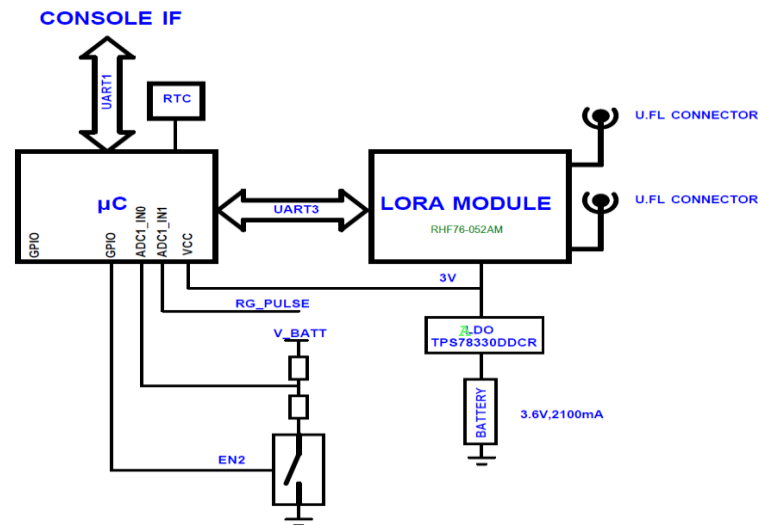 CONSOLE IF
UART1
RTC
U.FL CONNECTOR
µC
UART3
LORA MODULE
RHF76-052AM
U.FL CONNECTOR
GPIO
GPIO
ADC1_IN0
ADC1_IN1
VCC
3V
RG_PULSE
V_BATT
LDO
TPS78330DDCR
BATTERY
3.6V,2100mA
EN2